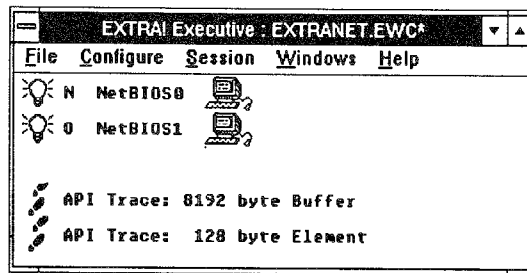 EXTRA! Executive : EXTRANET.EWC*
File Configure Session Windows Help
N NetBIOS0
O NetBIOS1
API Trace: 8192 byte Buffer
API Trace: 128 byte Element